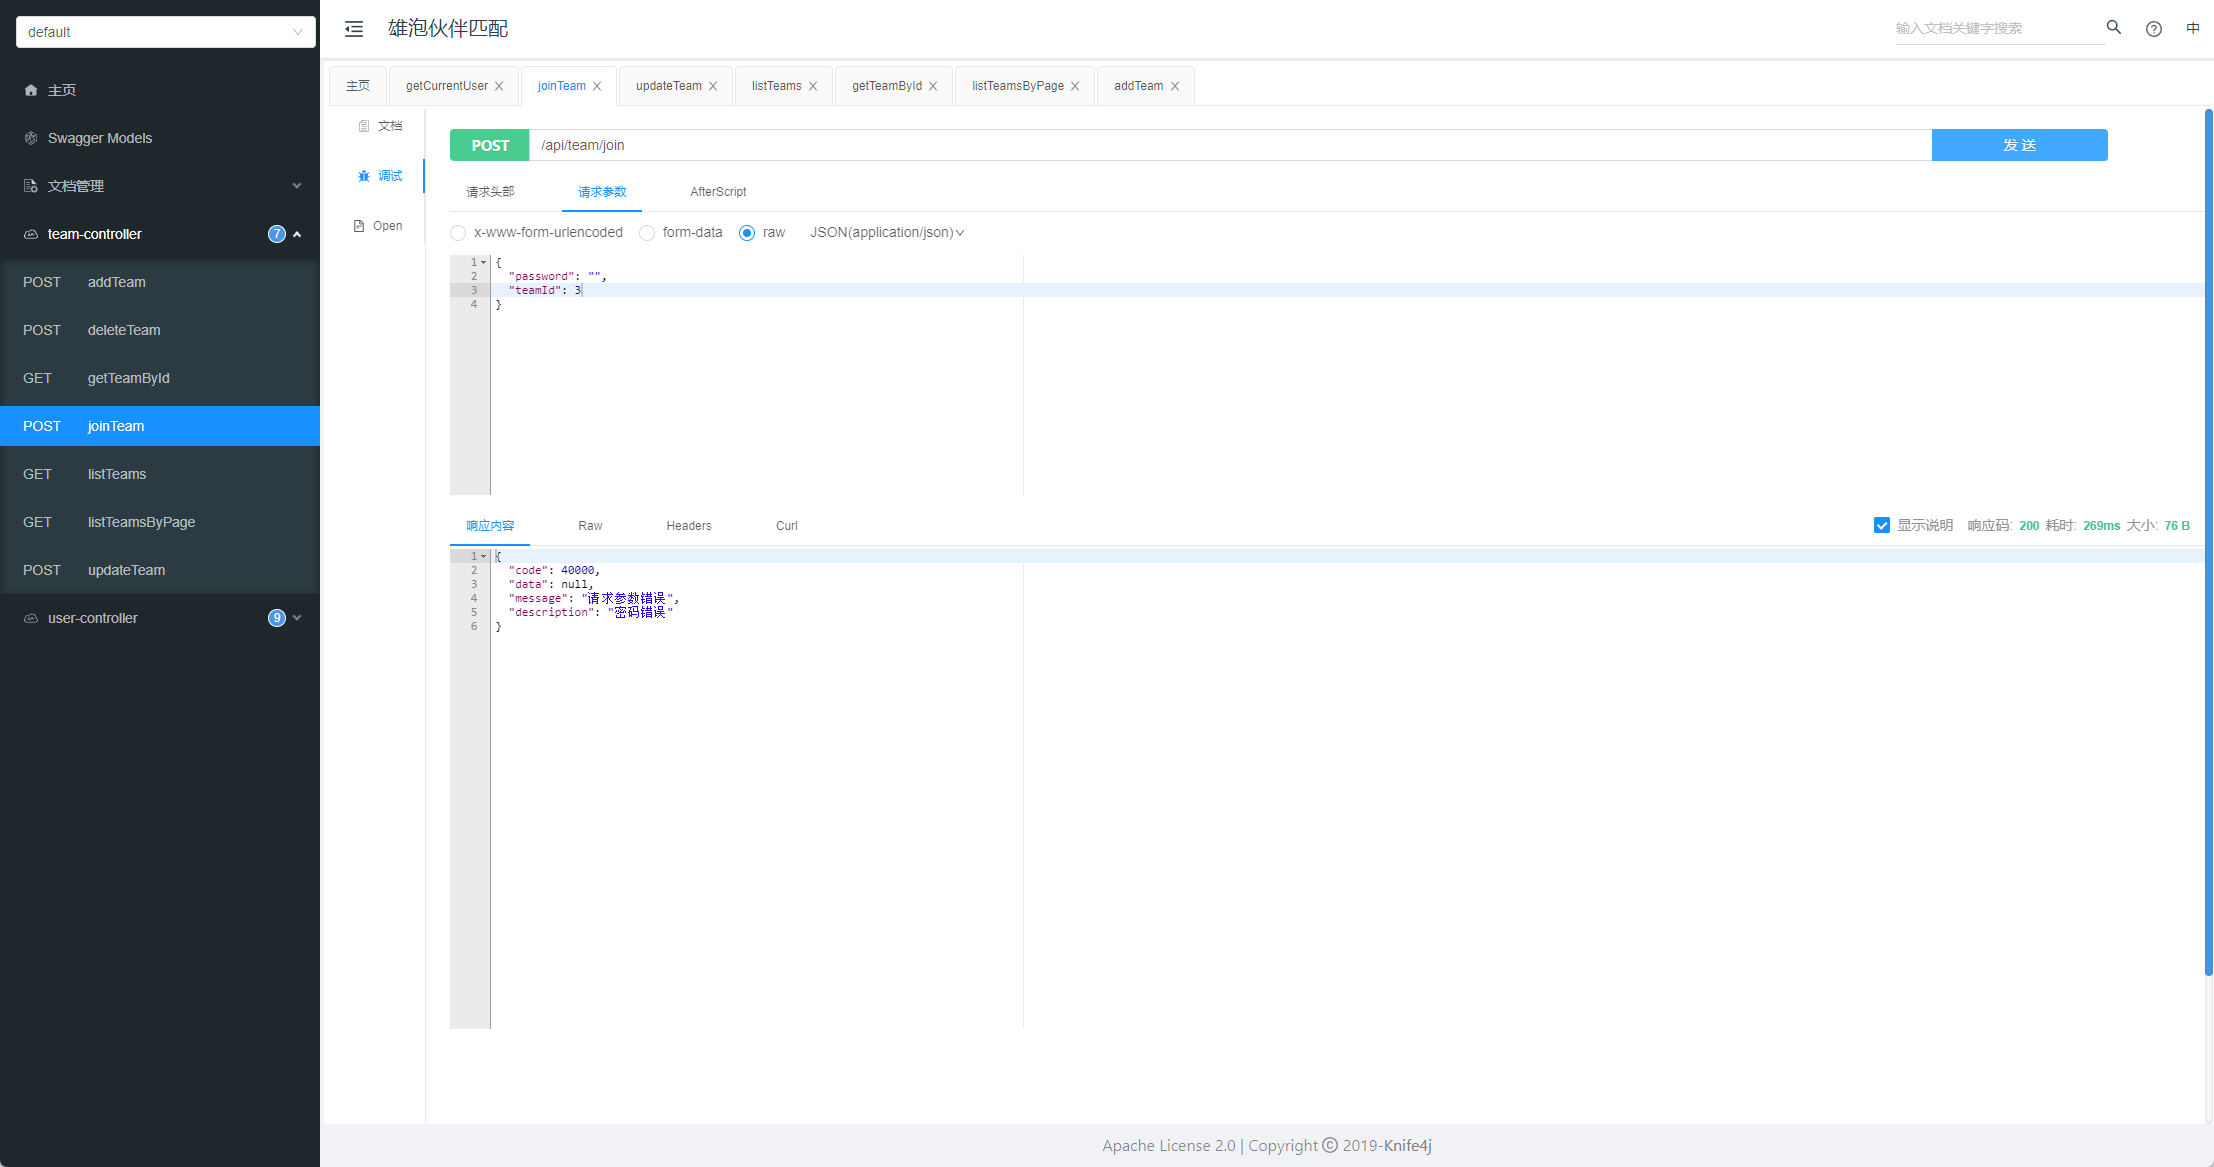 default
主页
Swagger Models
文档管理
team-controller 7
POST addTeam
POST deleteTeam
GET getTeamById
POST joinTeam
GET listTeams
GET listTeamsByPage
POST updateTeam
user-controller 9
雄泡伙伴匹配
输入文档关键字搜索
中
主页 getCurrentUser joinTeam updateTeam listTeams getTeamById listTeamsByPage addTeam
文档
调试
Open
POST /api/team/join 发 送
请求头部 请求参数 AfterScript
x-www-form-urlencoded form-data raw JSON(application/json)
1 {
2 "password": "",
3 "teamId": 3
4 }
响应内容 Raw Headers Curl
显示说明 响应码: 200 耗时: 269ms 大小: 76 B
1 {
2 "code": 40000,
3 "data": null,
4 "message": "请求参数错误",
5 "description": "密码错误"
6 }
Apache License 2.0 | Copyright © 2019-Knife4j